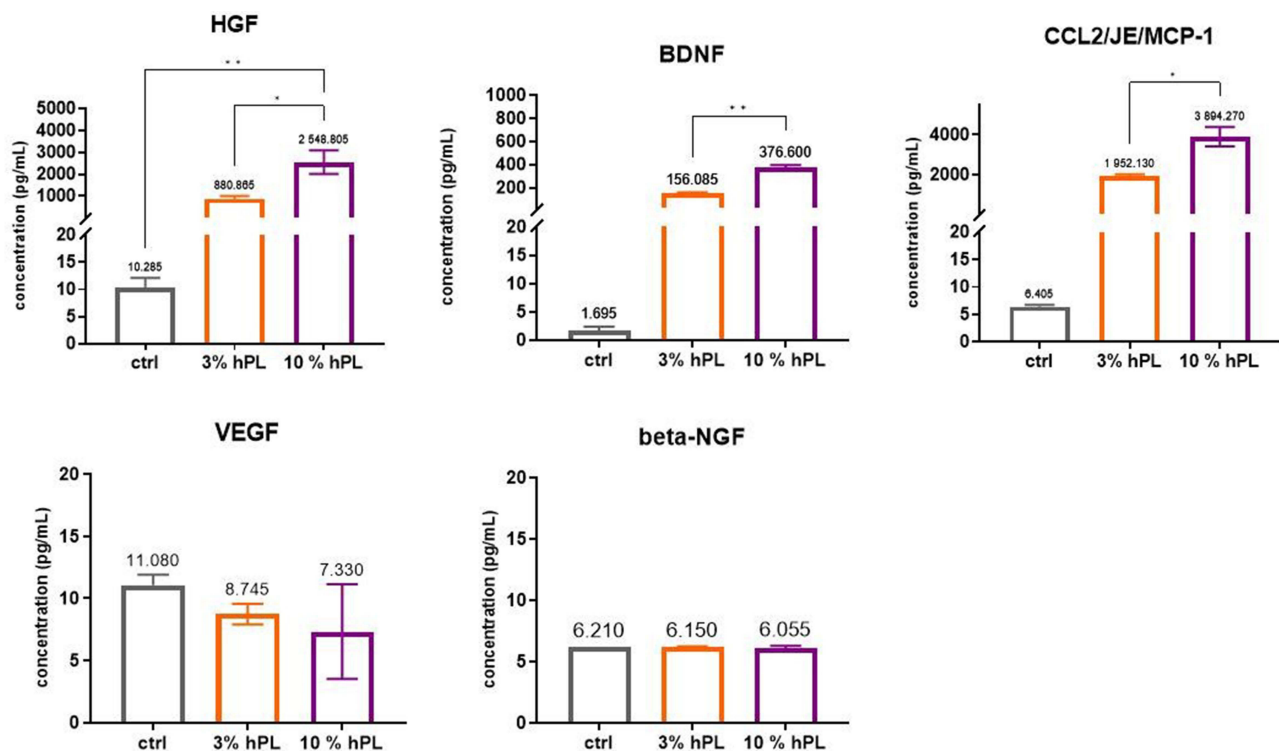 HGF
* *
*
5000
4000
3000
2000
1000
20
15
10
5
0
concentration (pg/mL)
10.285
880.865
2 548.805
ctrl
3% hPL
10 % hPL
BDNF
* *
1000
800
600
400
200
20
15
10
5
0
concentration (pg/mL)
1.695
156.085
376.600
ctrl
3% hPL
10 % hPL
CCL2/JE/MCP-1
*
4000
2000
20
15
10
5
0
concentration (pg/mL)
6.405
1 952.130
3 894.270
ctrl
3% hPL
10 % hPL
VEGF
20
15
10
5
0
concentration (pg/mL)
11.080
8.745
7.330
ctrl
3% hPL
10 % hPL
beta-NGF
20
15
10
5
0
concentration (pg/mL)
6.210
6.150
6.055
ctrl
3% hPL
10 % hPL